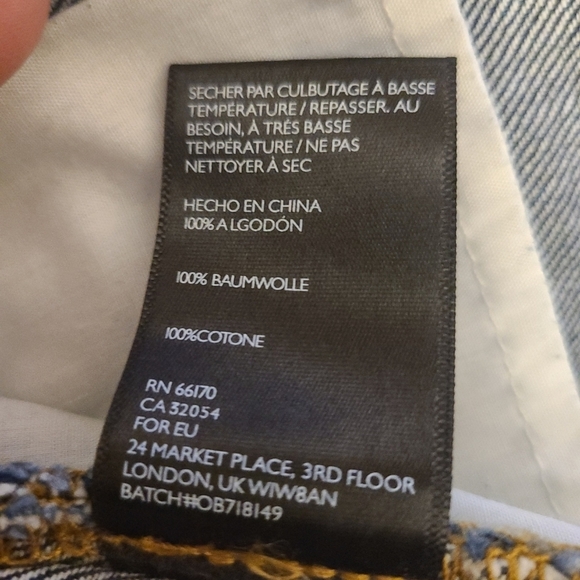 SECHER PAR CULBUTAGE À BASSE
TEMPÉRATURE / REPASSER. AU
BESOIN, À TRÉS BASSE
TEMPÉRATURE / NE PAS
NETTOYER À SEC
HECHO EN CHINA
100% ALGODÓN
100% BAUMWOLLE
100%COTONE
RN 66170
CA 32054
FOR EU
24 MARKET PLACE, 3RD FLOOR
LONDON, UK W1W8AN
BATCH#OB718149